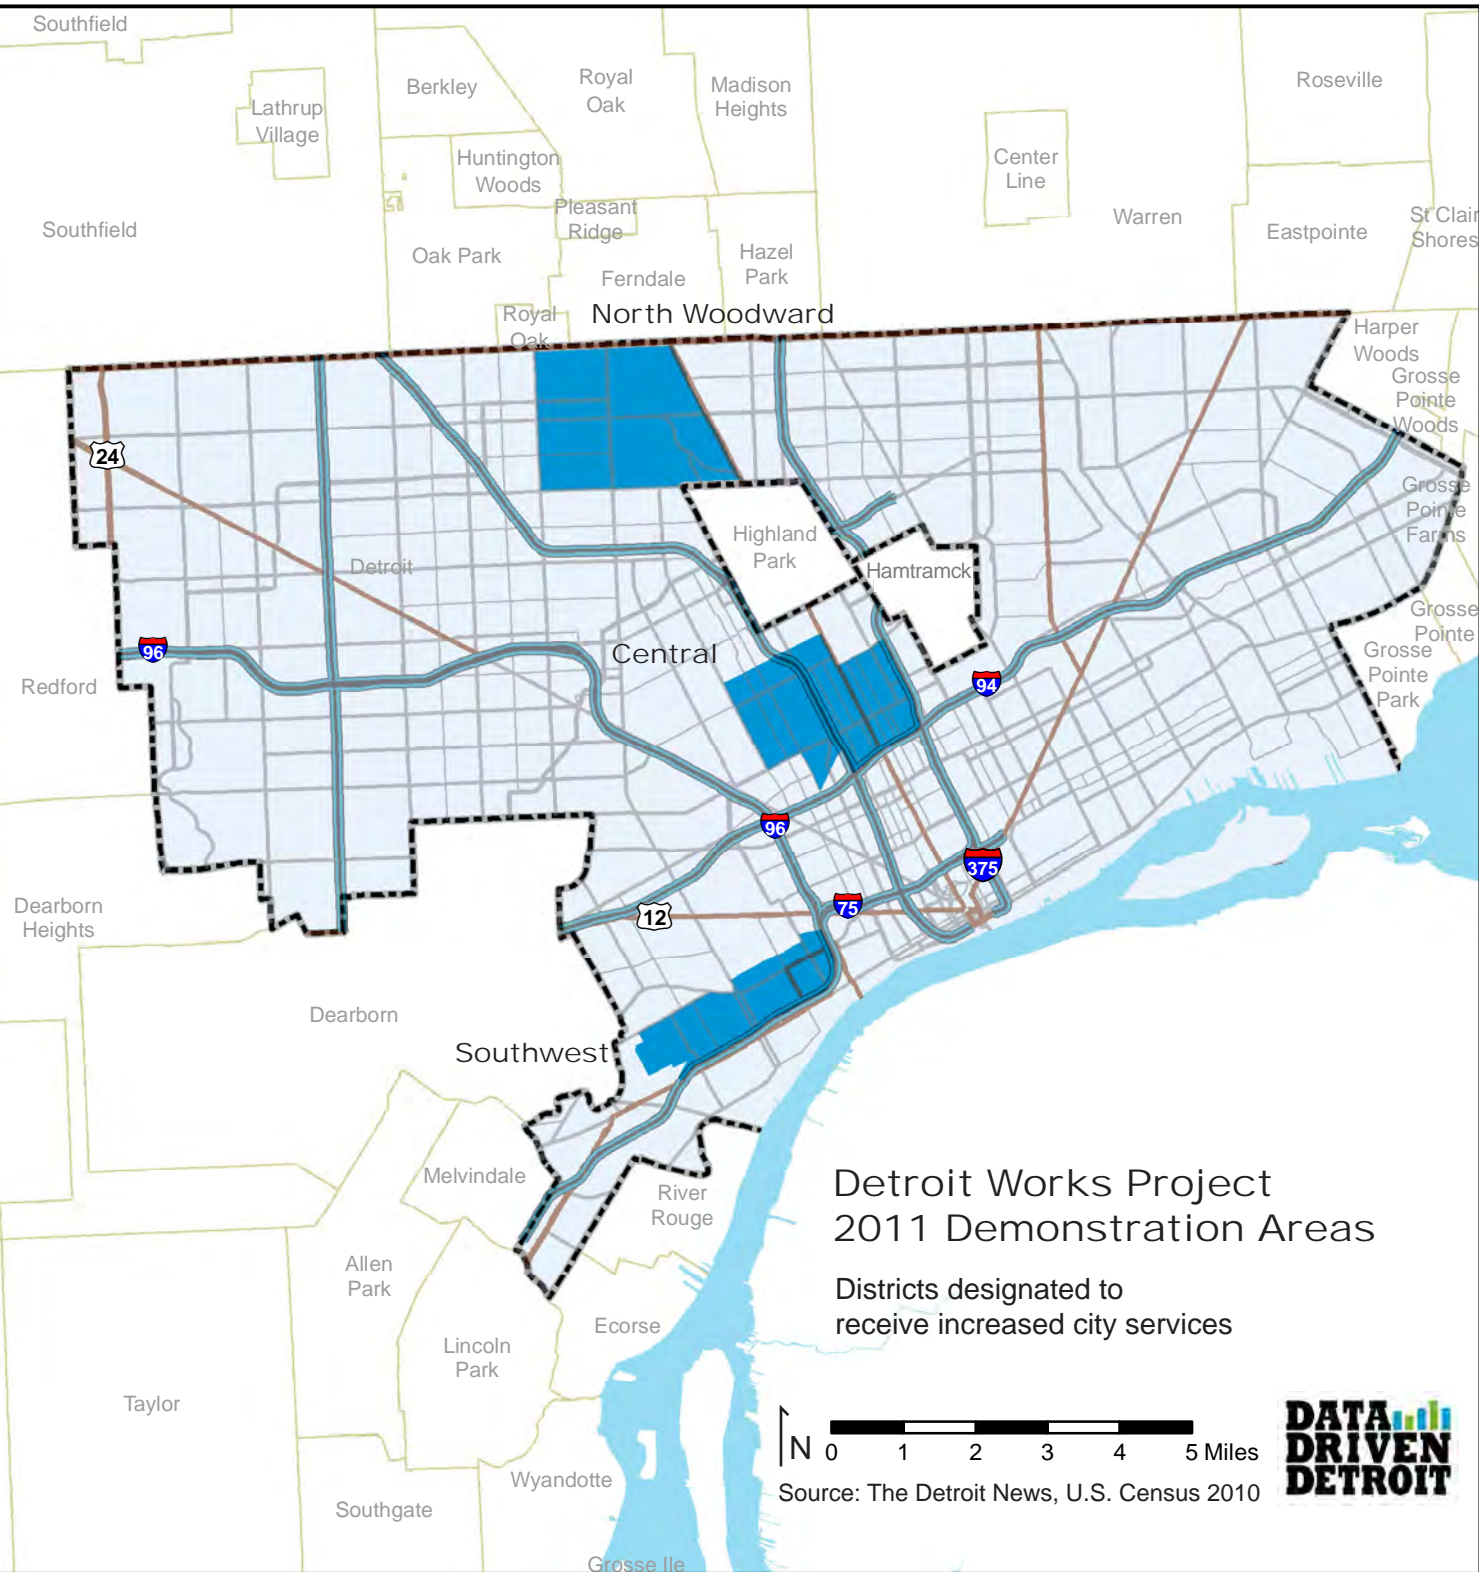 Southfield
Berkley
Royal
Oak
Madison
Heights
Roseville
Lathrup
Village
Huntington
Woods
Center
Line
Pleasant
Ridge
Southfield
Oak Park
Ferndale
Hazel
Park
Warren
Eastpointe
St Clair
Shores
Royal
Oak
North Woodward
Harper
Woods
Grosse
Pointe
Woods
24
Grosse
Pointe
Farms
Highland
Park
Hamtramck
Detroit
Grosse
Pointe
Grosse
Pointe
Park
96
Central
94
Redford
96
375
75
12
Dearborn
Heights
Dearborn
Southwest
Melvindale
River
Rouge
Allen
Park
Lincoln
Park
Ecorse
Taylor
Wyandotte
Southgate
Grosse Ile
Detroit Works Project
2011 Demonstration Areas
Districts designated to
receive increased city services
N
0 1 2 3 4 5 Miles
Source: The Detroit News, U.S. Census 2010
DATA
DRIVEN
DETROIT